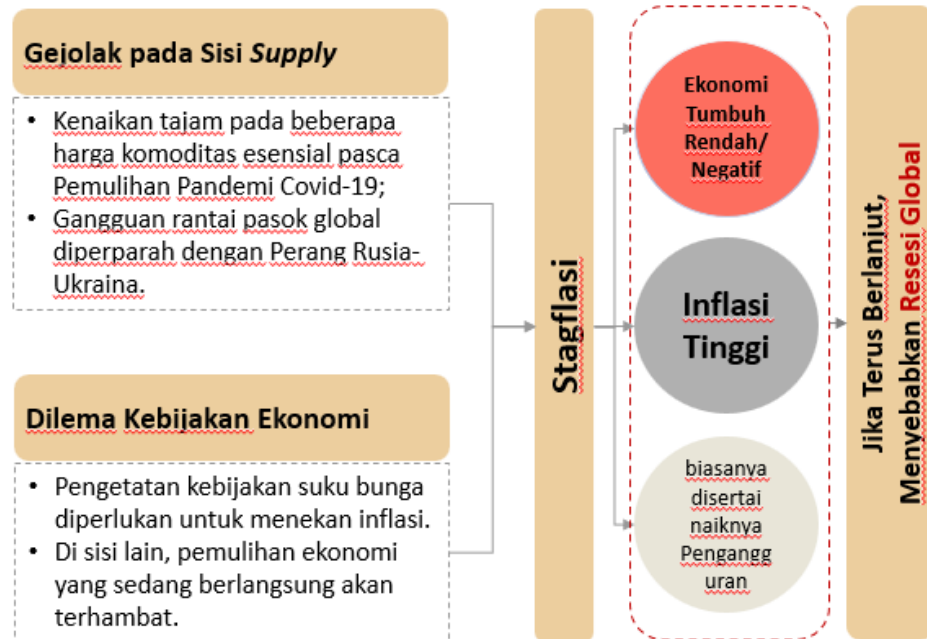 Gejolak pada Sisi Supply
• Kenaikan tajam pada beberapa
harga komoditas esensial pasca
Pemulihan Pandemi Covid-19;
• Gangguan rantai pasok global
diperparah dengan Perang Rusia-
Ukraina.
Dilema Kebijakan Ekonomi
• Pengetatan kebijakan suku bunga
diperlukan untuk menekan inflasi.
• Di sisi lain, pemulihan ekonomi
yang sedang berlangsung akan
terhambat.
Stagflasi
Ekonomi
Tumbuh
Rendah/
Negatif
Inflasi
Tinggi
biasanya
disertai
naiknya
Pengangg
uran
Jika Terus Berlanjut,
Menyebabkan Resesi Global